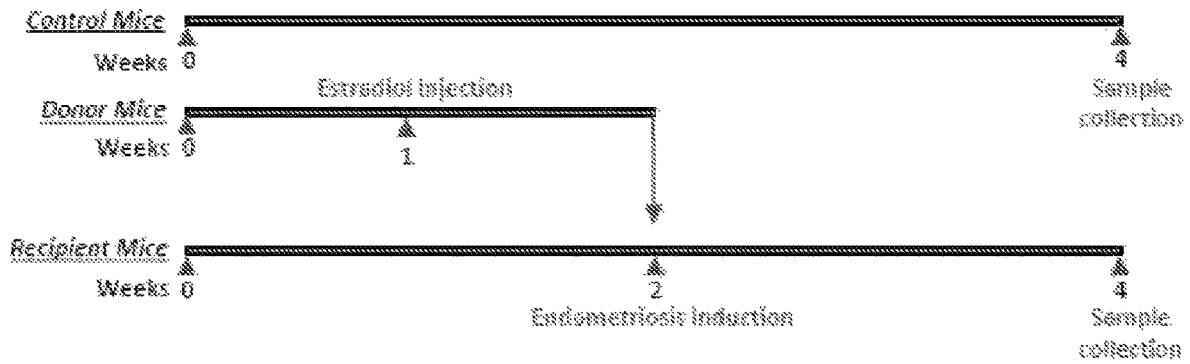 Control Mice
Weeks 0 4
Estradiol Injection
Sample
collection
Donor Mice
Weeks 0 1
Recipient Mice
Weeks 0 2 4
Endometriosis Induction
Sample
collection